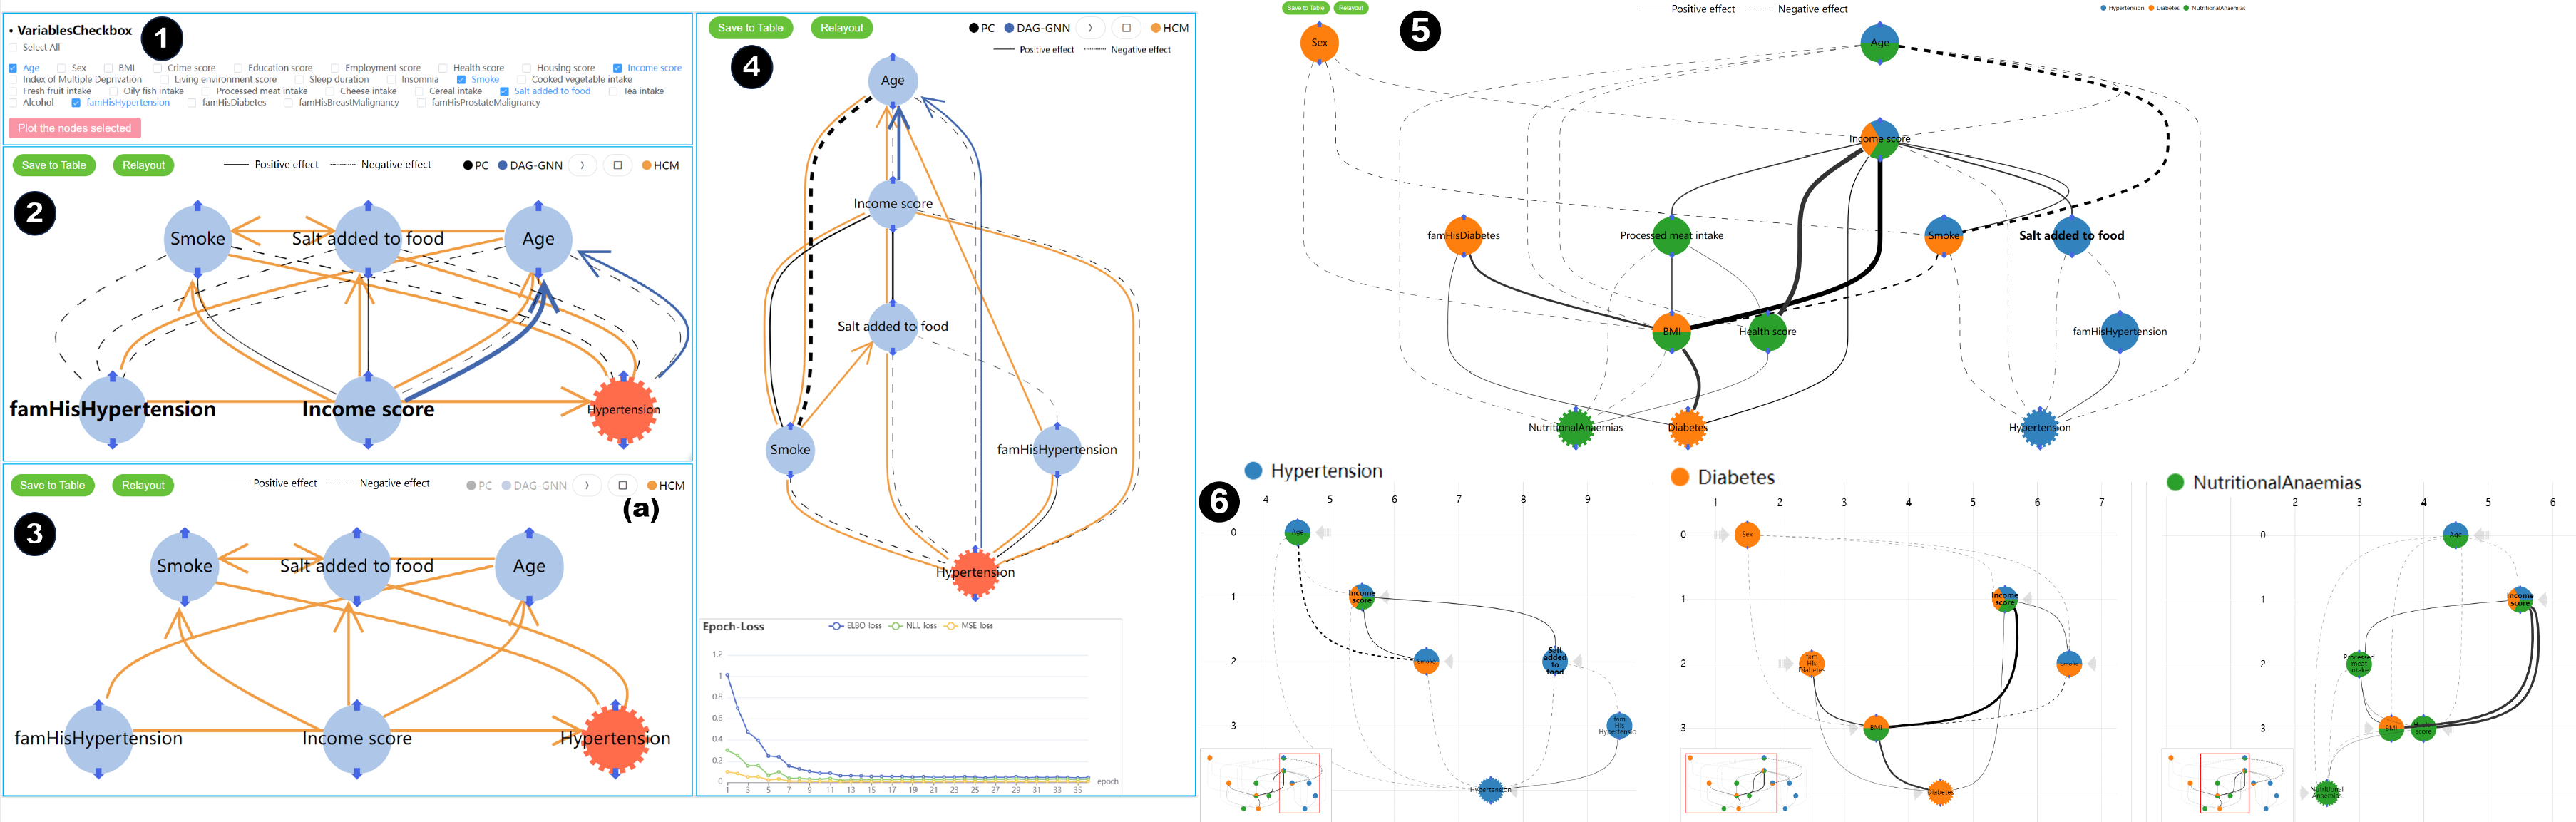 • VariablesCheckbox 1
Select All
Age Sex BMI Crime score Education score Employment score Health score Housing score Income score
Index of Multiple Deprivation Living environment score Sleep duration Insomnia Smoke Cooked vegetable intake
Fresh fruit intake Oily fish intake Processed meat intake Cheese intake Cereal intake Salt added to food Tea intake
Alcohol famHisHypertension famHisDiabetes famHisBreastMalignancy famHisProstateMalignancy
Plot the nodes selected
Save to Table Relayout Positive effect Negative effect PC DAG-GNN HCM
2
Smoke Salt added to food Age
famHisHypertension Income score Hypertension
Save to Table Relayout Positive effect Negative effect PC DAG-GNN HCM
(a)
3
Smoke Salt added to food Age
famHisHypertension Income score Hypertension
Save to Table Relayout PC DAG-GNN HCM
Positive effect Negative effect
4
Age
Income score
Salt added to food
Smoke famHisHypertension
Hypertension
Epoch-Loss ELBO_loss NLL_loss MSE_loss
1.2
1
0.8
0.6
0.4
0.2
0
epoch
1 3 5 7 9 11 13 15 17 19 21 23 25 27 29 31 33 35
Save to Table Relayout Positive effect Negative effect Hypertension Diabetes NutritionalAnaemias
5
Sex Age
Income score
famHisDiabetes Processed meat intake Smoke Salt added to food
BMI Health score famHisHypertension
NutritionalAnaemias Diabetes Hypertension
6
Hypertension
4 5 6 7 8 9
0
1
2
3
Age
Income
score
Smoke
Salt
added
to
food
fam
His
Hypertensio
Hypertension
Diabetes
1 2 3 4 5 6 7
0
1
2
3
Sex
Income
score
fam
His
Diabetes
Smoke
BMI
Diabetes
NutritionalAnaemias
2 3 4 5 6
0
1
2
3
Age
Income
score
Processed
meat
intake
BMI
Health
score
Nutritional
Anaemias